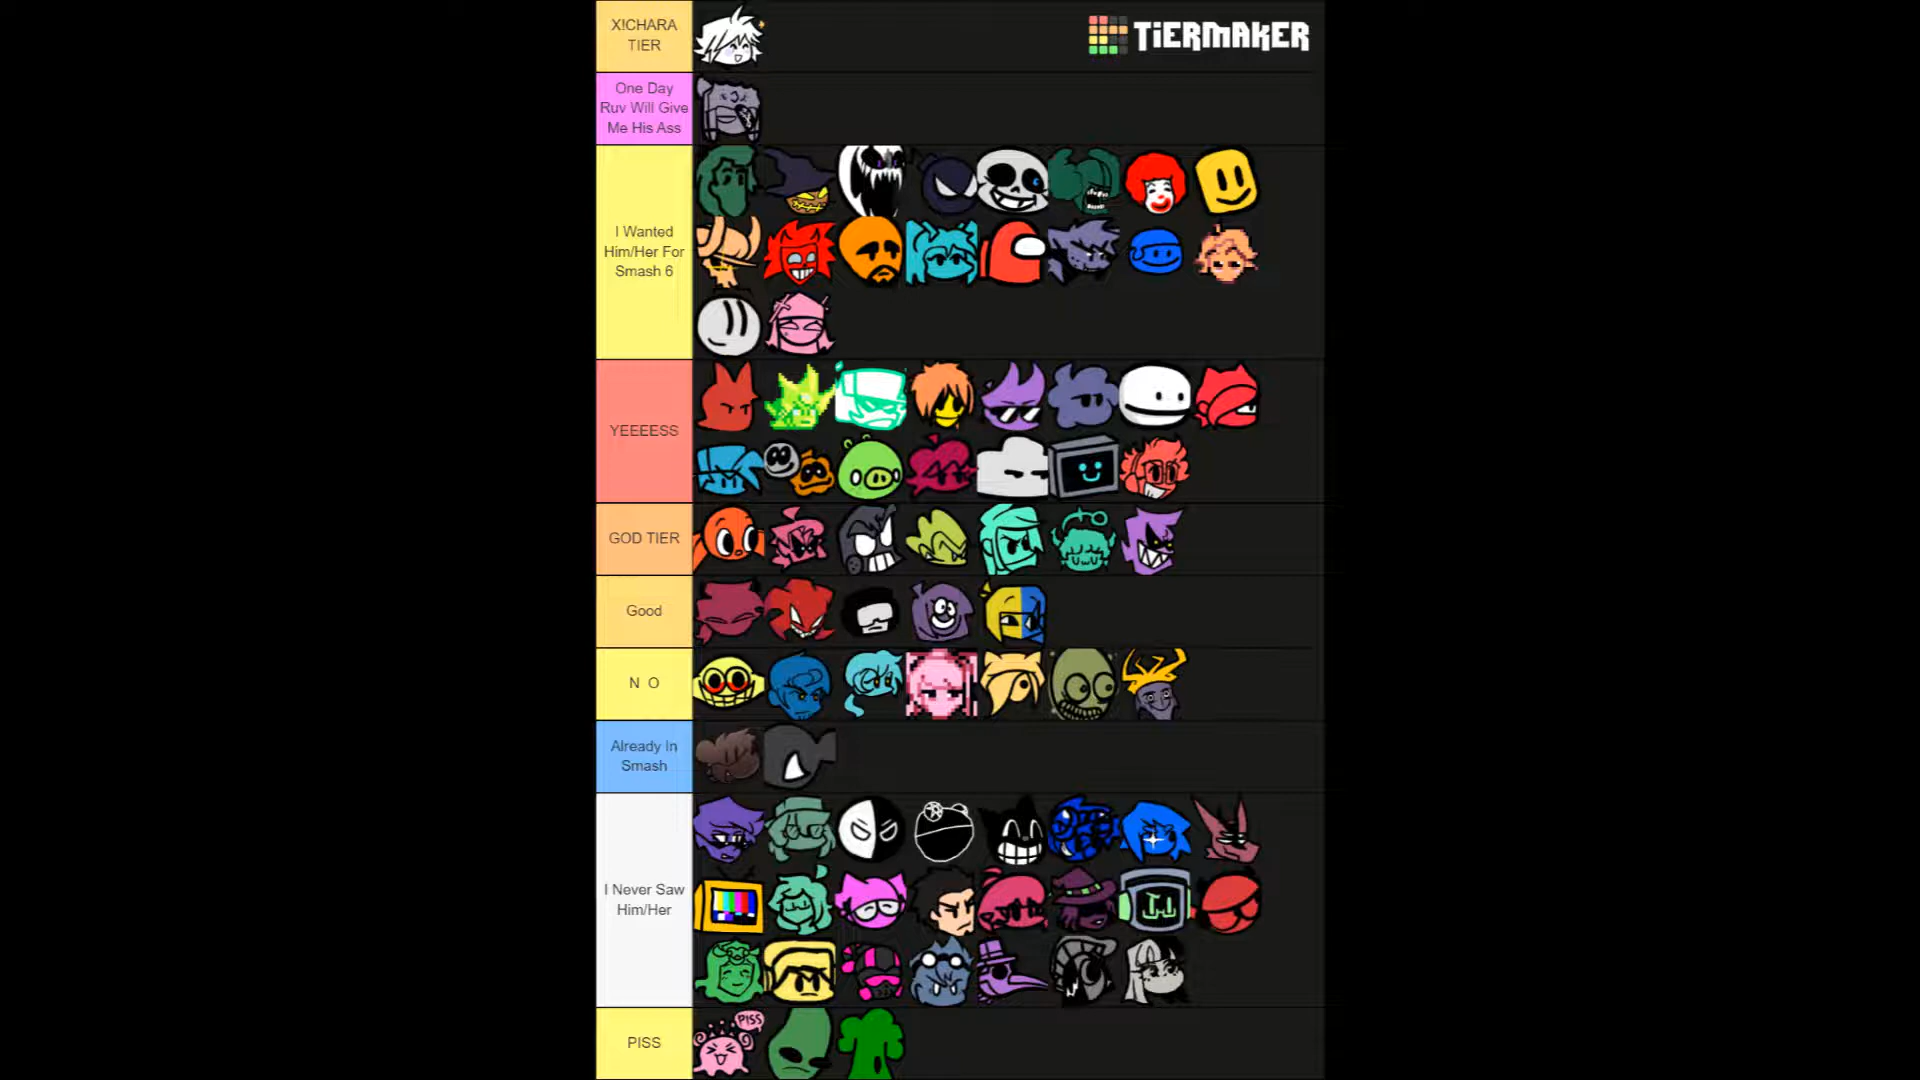 X!CHARA
TIER
TiERMAKER
One Day
Ruv Will Give
Me His Ass
I Wanted
Him/Her For
Smash 6
YEEEESS
GOD TIER
Good
N O
Already In
Smash
I Never Saw
Him/Her
PISS
PISS